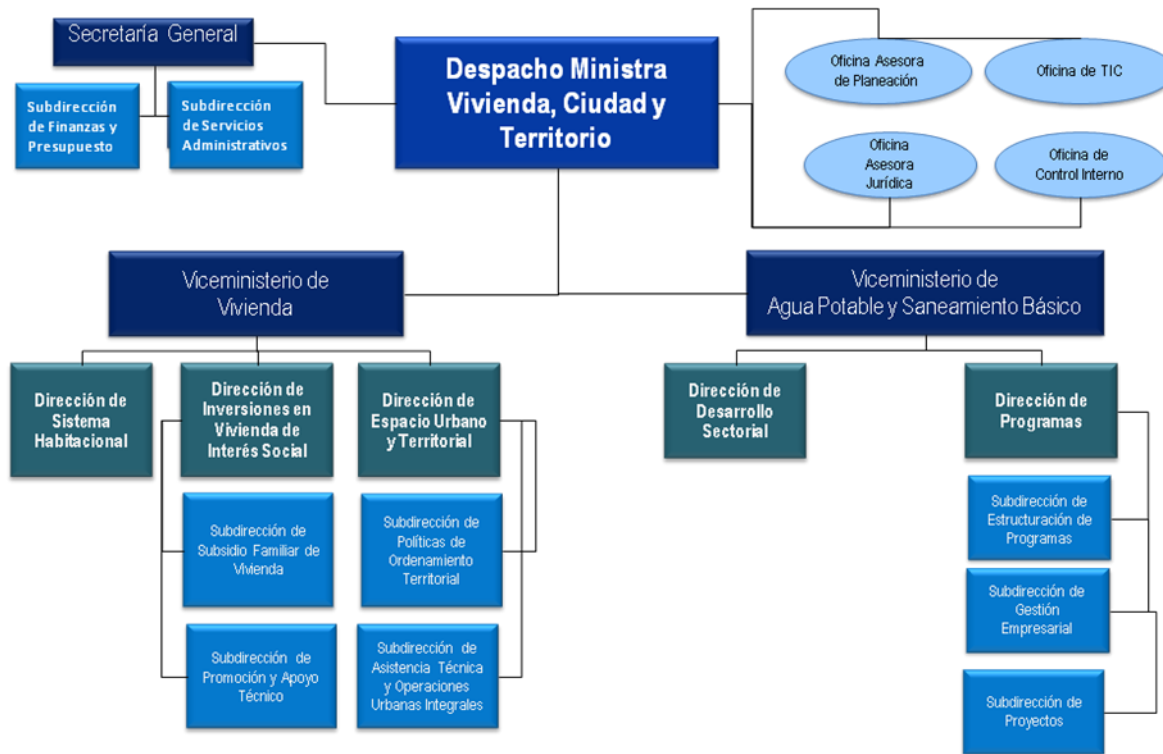 Secretaría General
Subdirección
de Finanzas y
Presupuesto
Subdirección
de Servicios
Administrativos
Despacho Ministra
Vivienda, Ciudad y
Territorio
Oficina Asesora
de Planeación
Oficina de TIC
Oficina
Asesora
Jurídica
Oficina de
Control Interno
Viceministerio de
Vivienda
Viceministerio de
Agua Potable y Saneamiento Básico
Dirección de
Sistema
Habitacional
Dirección de
Inversiones en
Vivienda de
Interés Social
Dirección de
Espacio Urbano
y Territorial
Dirección de
Desarrollo
Sectorial
Dirección de
Programas
Subdirección de
Subsidio Familiar de
Vivienda
Subdirección de
Políticas de
Ordenamiento
Territorial
Subdirección de
Estructuración de
Programas
Subdirección de
Gestión
Empresarial
Subdirección de
Promoción y Apoyo
Técnico
Subdirección de
Asistencia Técnica
y Operaciones
Urbanas Integrales
Subdirección de
Proyectos